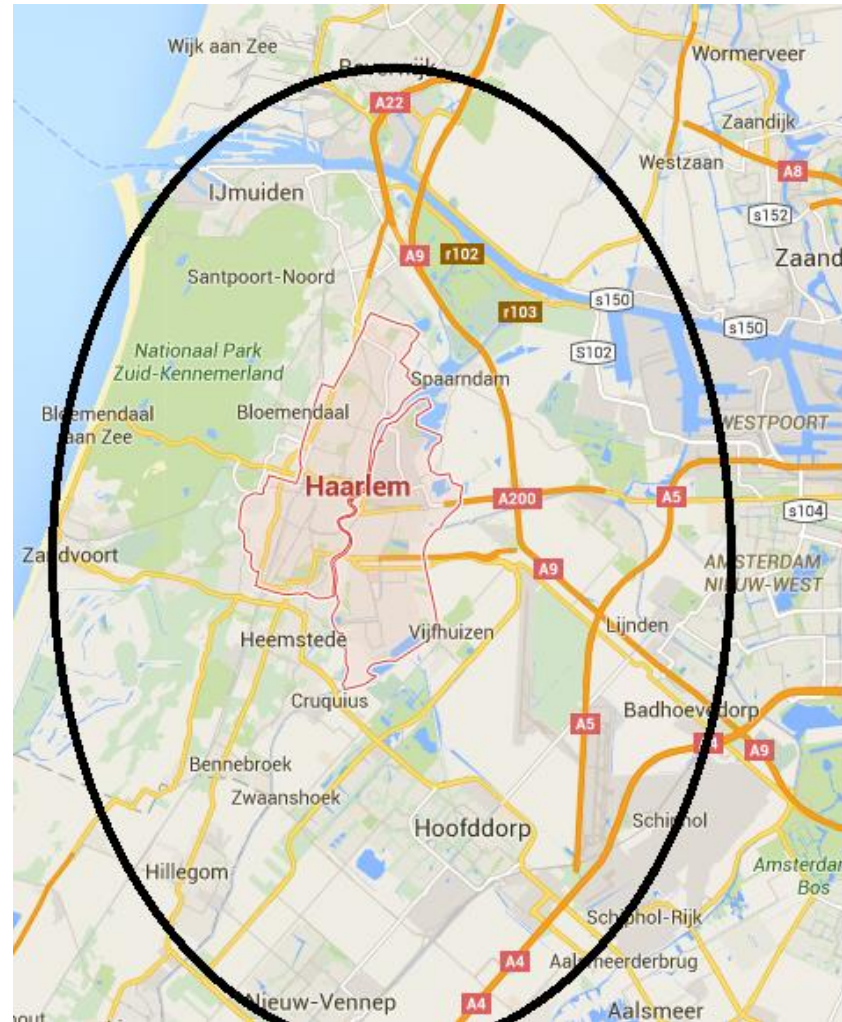 Wijk aan Zee
Beverwijk
Wormerveer
A22
Zaandijk
Westzaan
A8
IJmuiden
s152
A9
r102
Zaand
Santpoort-Noord
s150
r103
s150
Nationaal Park
Zuid-Kennemerland
S102
Spaarndam
Bloemendaal
aan Zee
Bloemendaal
WESTPOORT
Haarlem
A200
A5
s104
Zandvoort
A9
AMSTERDAM
NIEUW-WEST
Heemstede
Vijfhuizen
Lijnden
Cruquius
Badhoevedorp
A5
A4
A9
Bennebroek
Zwaanshoek
Hoofddorp
Schiphol
Hillegom
Amsterdam
Bos
Schiphol-Rijk
A4
Aalsmeerderbrug
Nieuw-Vennep
A4
Aalsmeer